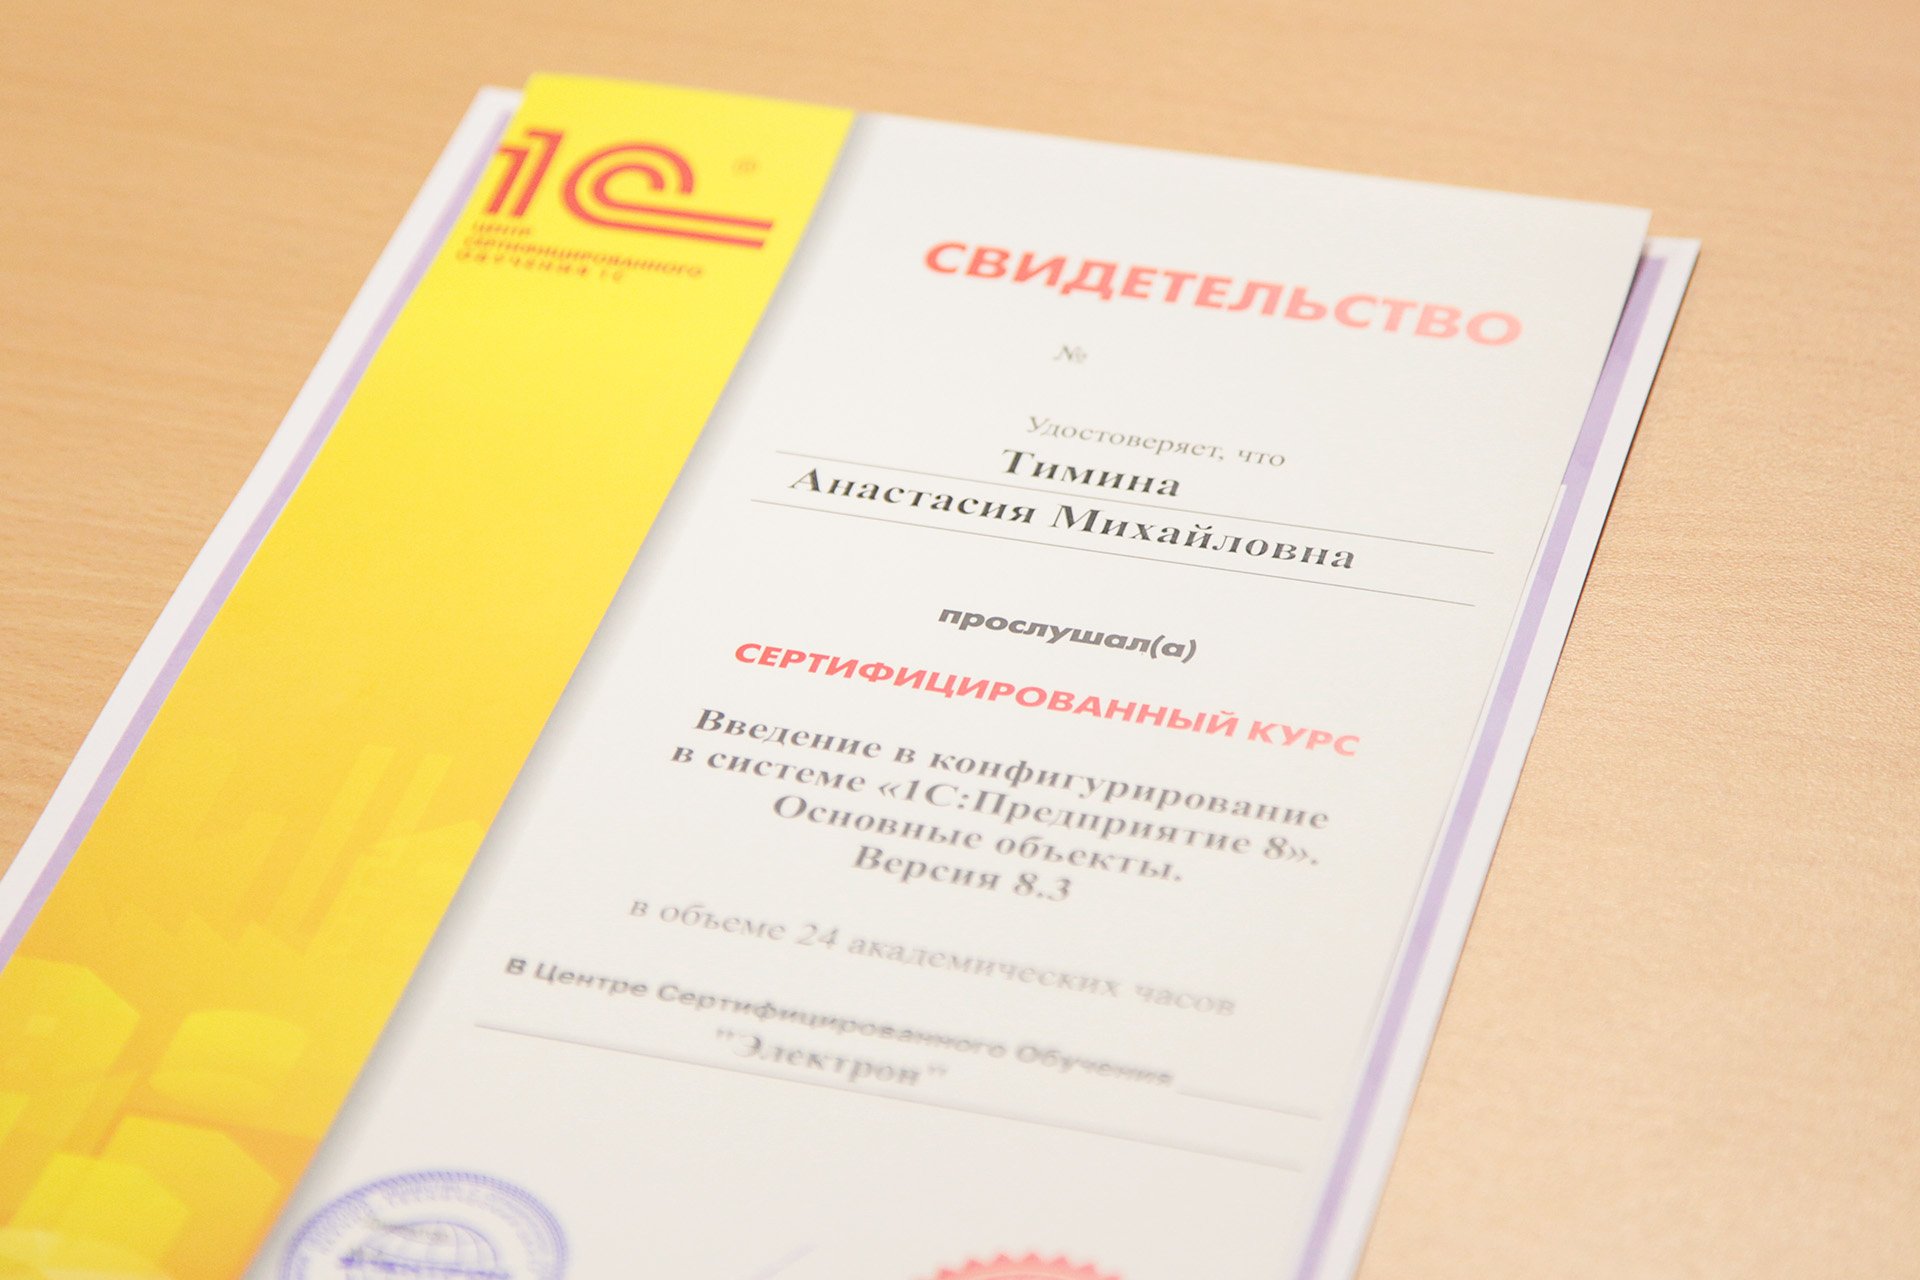 1С ®
ЦЕНТР
СЕРТИФИЦИРОВАННОГО
ОБУЧЕНИЯ 1С
СВИДЕТЕЛЬСТВО
№
Удостоверяет, что
Тимина
Анастасия Михайловна
прослушал(а)
СЕРТИФИЦИРОВАННЫЙ КУРС
Введение в конфигурирование
в системе «1С:Предприятие 8».
Основные объекты.
Версия 8.3
в объеме 24 академических часов
В Центре Сертифицированного Обучения
"Электрон"